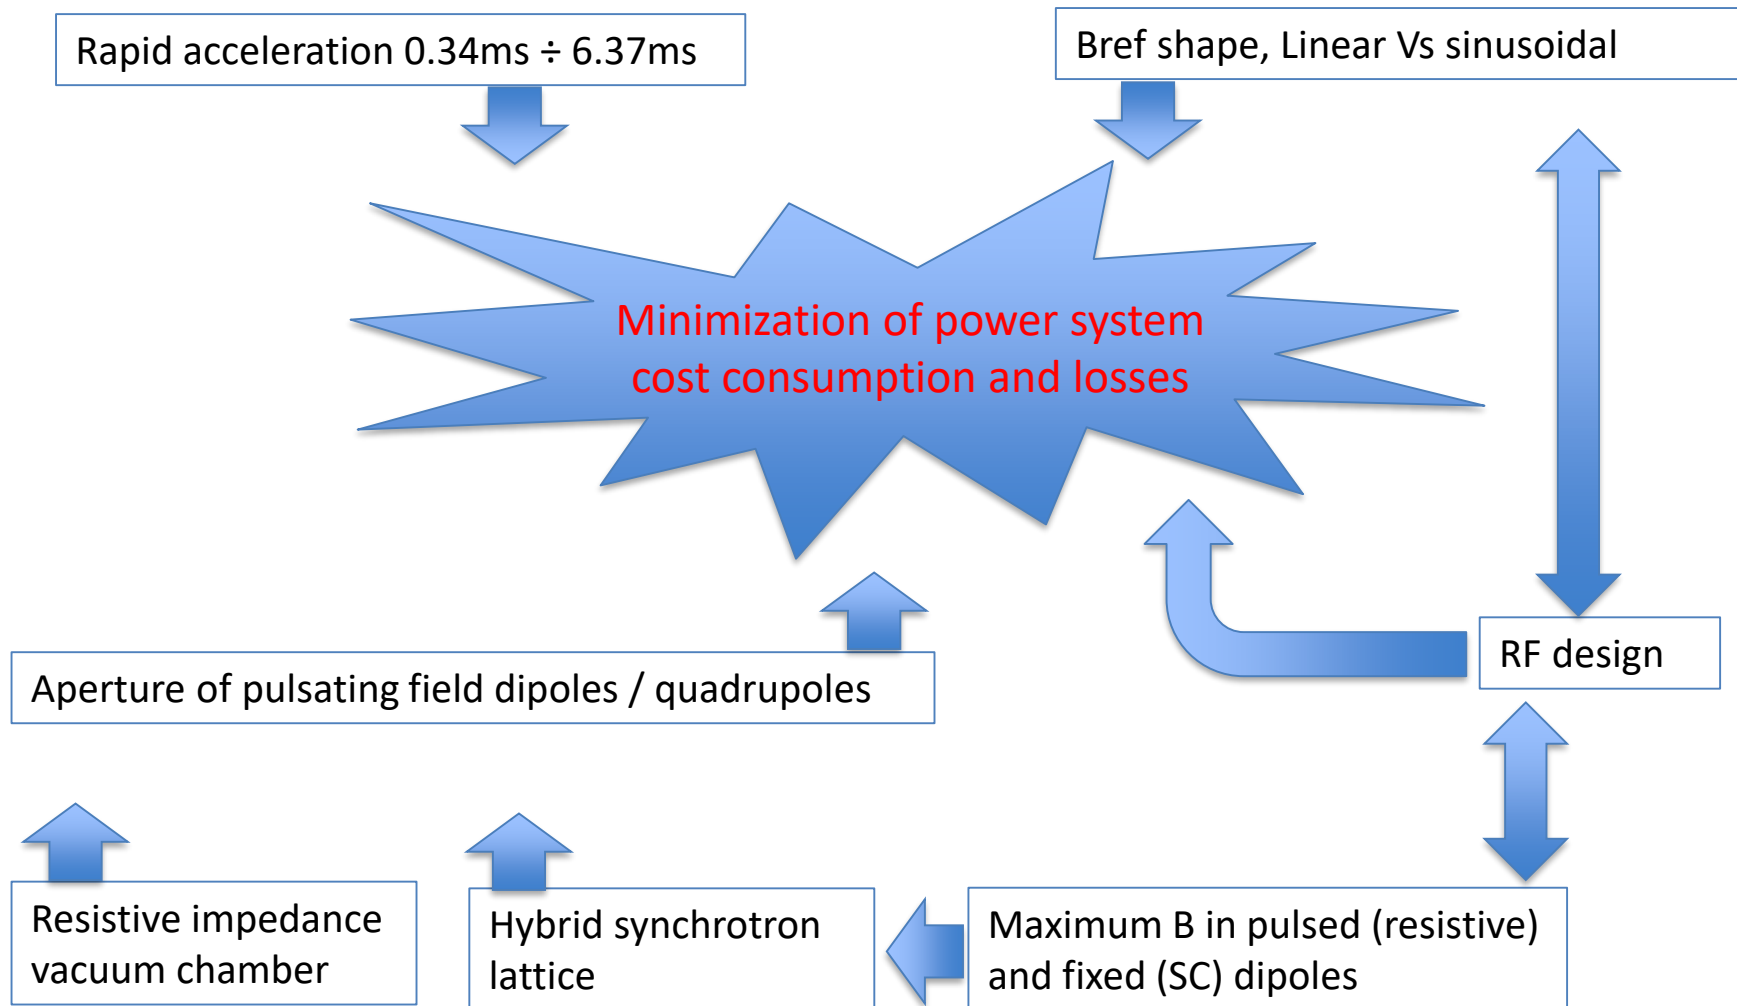 Rapid acceleration 0.34ms ÷ 6.37ms
Bref shape, Linear Vs sinusoidal
Minimization of power system
cost consumption and losses
RF design
Aperture of pulsating field dipoles / quadrupoles
Resistive impedance
vacuum chamber
Hybrid synchrotron
lattice
Maximum B in pulsed (resistive)
and fixed (SC) dipoles